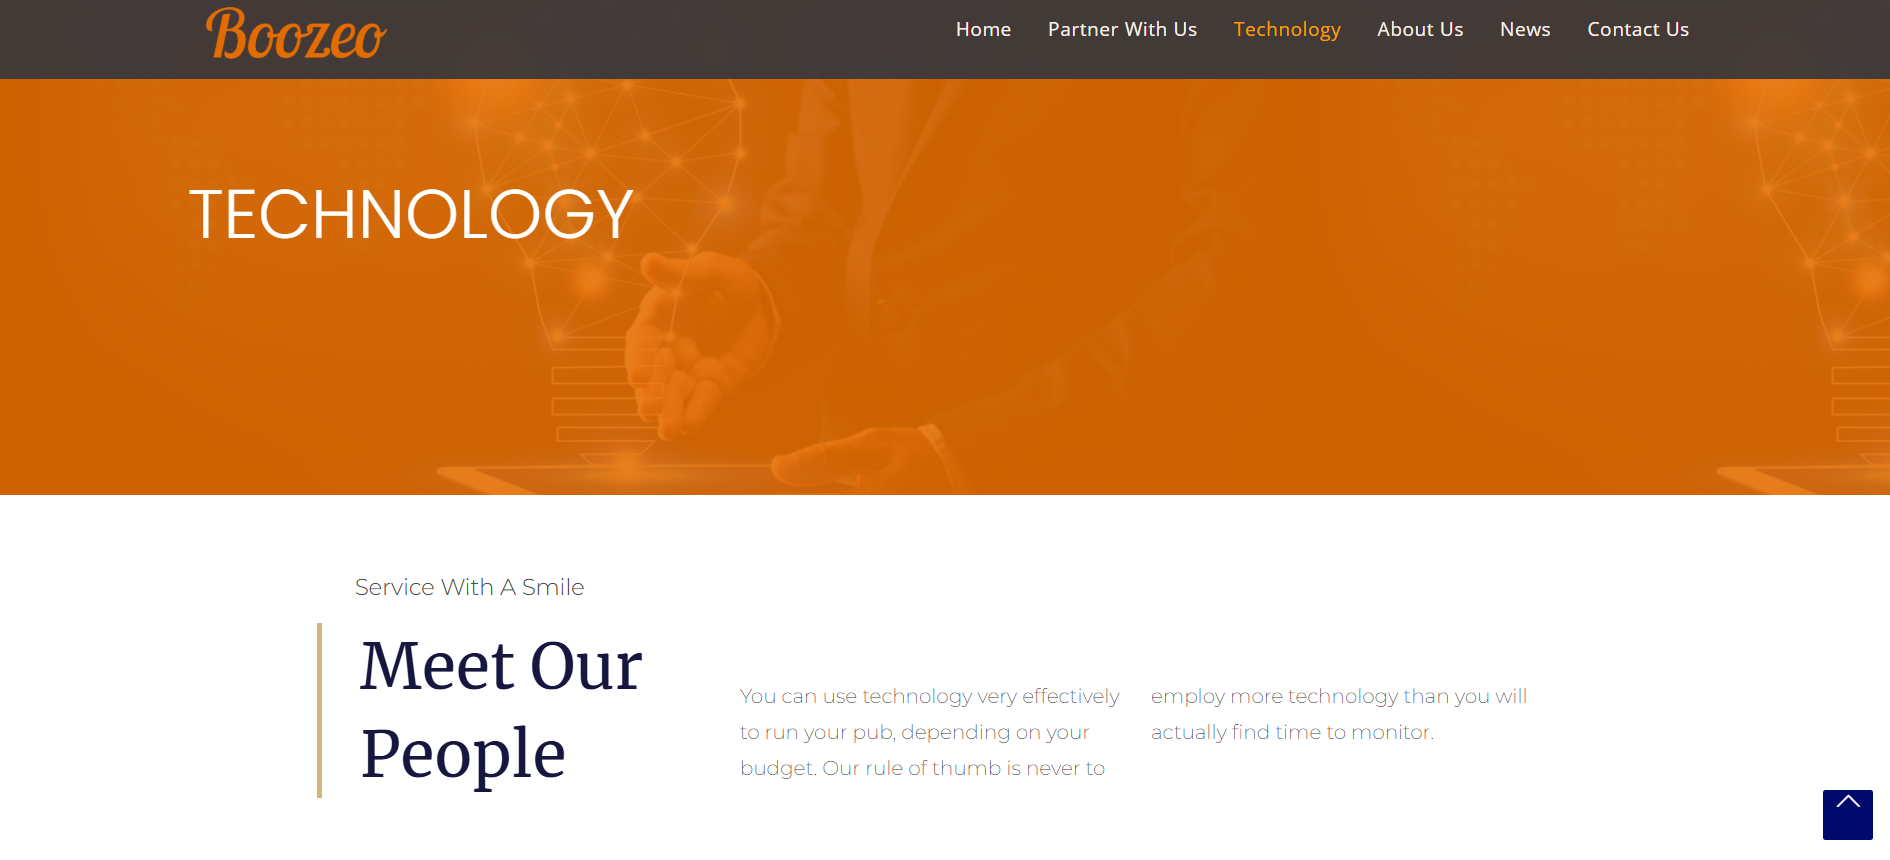 Boozeo
Home Partner With Us Technology About Us News Contact Us
TECHNOLOGY
Service With A Smile
Meet Our
People
You can use technology very effectively
to run your pub, depending on your
budget. Our rule of thumb is never to
employ more technology than you will
actually find time to monitor.